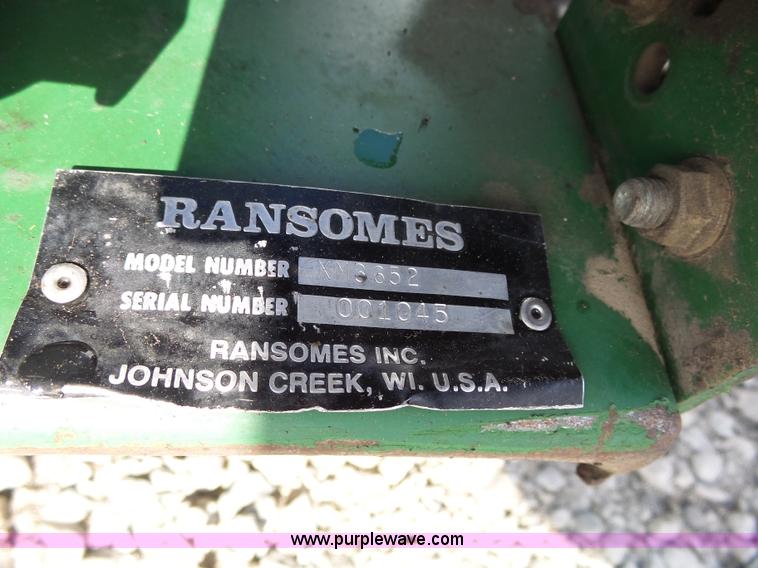 RANSOMES
MODEL NUMBER
SERIAL NUMBER 001045
RANSOMES INC.
JOHNSON CREEK, WI. U.S.A.
www.purplewave.com